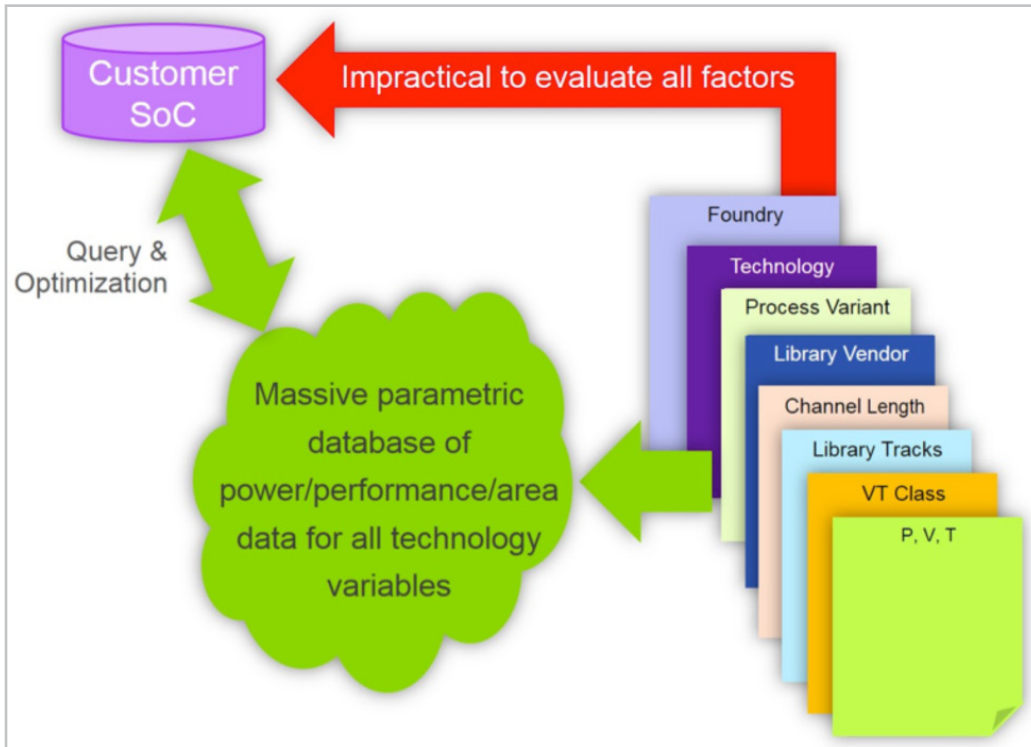 Customer
SoC
Impractical to evaluate all factors
Query &
Optimization
Massive parametric
database of
power/performance/area
data for all technology
variables
Foundry
Technology
Process Variant
Library Vendor
Channel Length
Library Tracks
VT Class
P, V, T